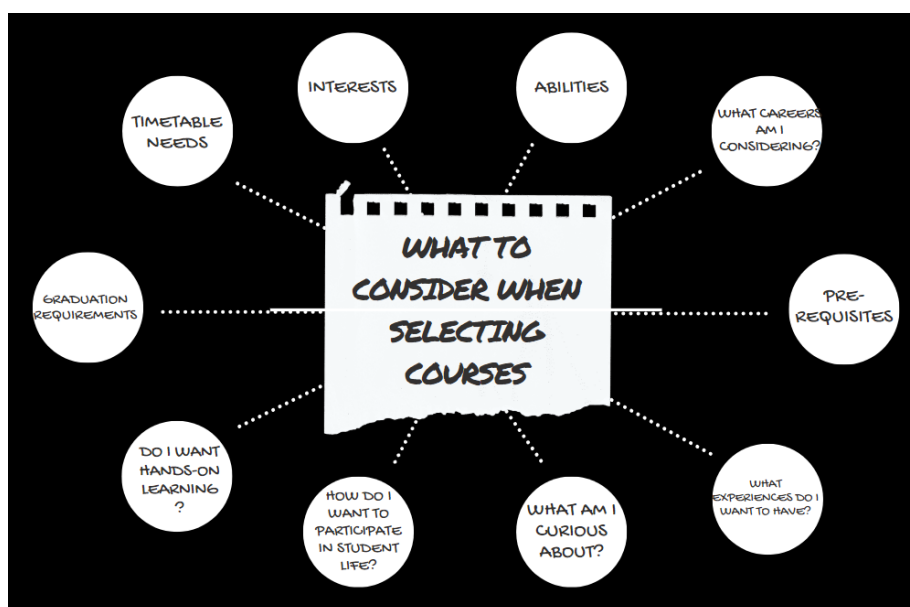 INTERESTS
ABILITIES
TIMETABLE
NEEDS
WHAT CAREERS
AM I
CONSIDERING?
WHAT TO
CONSIDER WHEN
SELECTING
COURSES
GRADUATION
REQUIREMENTS
PRE-
REQUISITES
DO I WANT
HANDS-ON
LEARNING
?
HOW DO I
WANT TO
PARTICIPATE
IN STUDENT
LIFE?
WHAT AM I
CURIOUS
ABOUT?
WHAT
EXPERIENCES DO I
WANT TO HAVE?